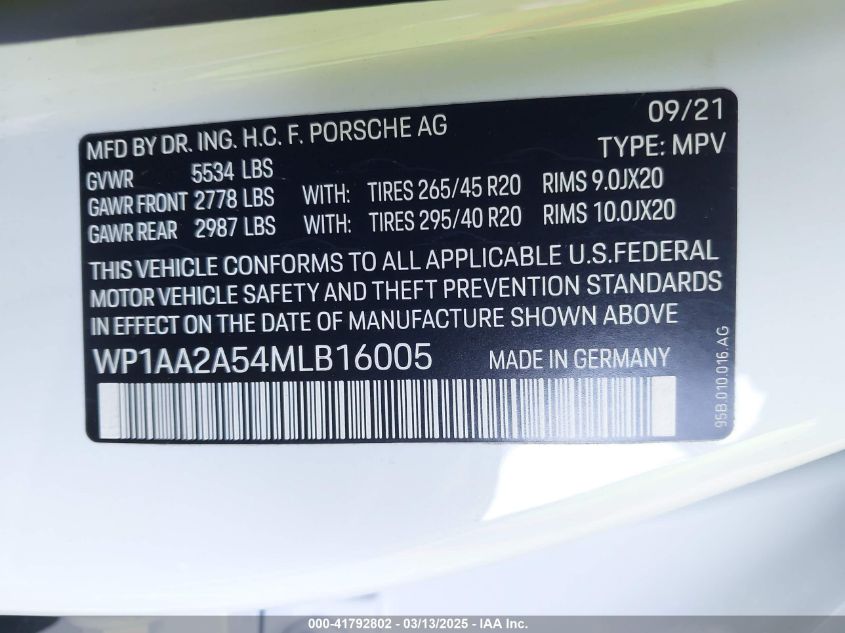 09/21
MFD BY DR. ING. H.C. F. PORSCHE AG
TYPE: MPV
GVWR 5534 LBS
GAWR FRONT 2778 LBS WITH: TIRES 265/45 R20 RIMS 9.0JX20
GAWR REAR 2987 LBS WITH: TIRES 295/40 R20 RIMS 10.0JX20
THIS VEHICLE CONFORMS TO ALL APPLICABLE U.S.FEDERAL
MOTOR VEHICLE SAFETY AND THEFT PREVENTION STANDARDS
IN EFFECT ON THE DATE OF MANUFACTURE SHOWN ABOVE
WP1AA2A54MLB16005 MADE IN GERMANY
95B.010.016.AG
000-41792802 - 03/13/2025 - IAA Inc.